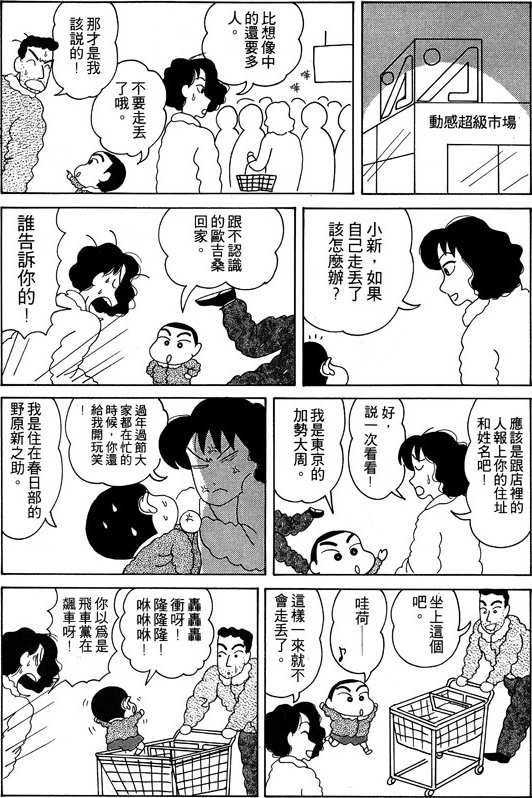 動感超級市場
比想像中
的還要多
人。
不要走丟
了哦。
那才是我
該説的！
小新，如果
自己走丟了
該怎麼辦？
跟不認識
的歐吉桑
回家。
誰告訴你的！
應該是跟店裡的
人報上你的住址
和姓名吧！
好，
説一次看看！
我是東京的
加勢大周。
過年過節大
家都在忙的
時候，你還
給我開玩笑
！
我是住在春日部的
野原新之助。
坐上這個
吧。
哇荷—
這樣一來就不
會走丟了。
轟轟轟
衝呀！
隆隆隆！
咻咻咻！
你以爲是
飛車黨在
飆車呀！